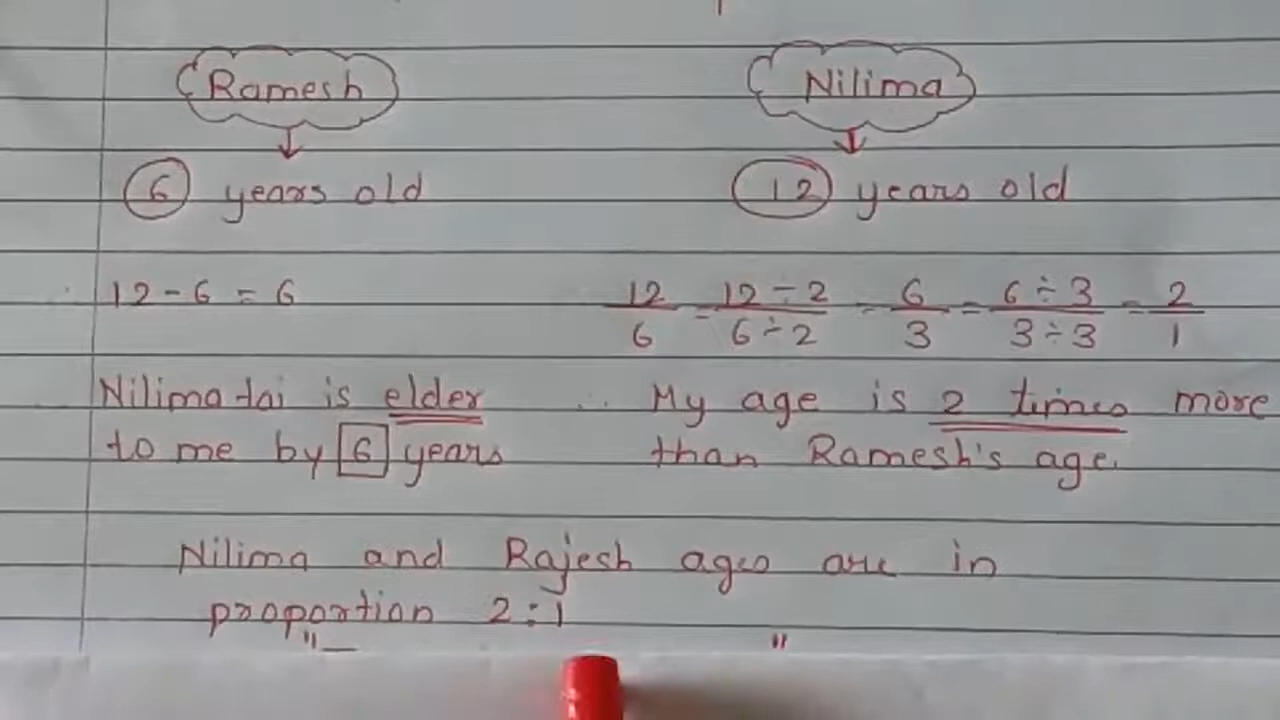 Ramesh Nilima
6 years old 12 years old
12 - 6 = 6
12/6 = 12÷2/6÷2 = 6/3 = 6÷3/3÷3 = 2/1
Nilima tai is elder
to me by 6 years
∴ My age is 2 times more
than Ramesh's age.
Nilima and Rajesh ages are in
proportion 2:1